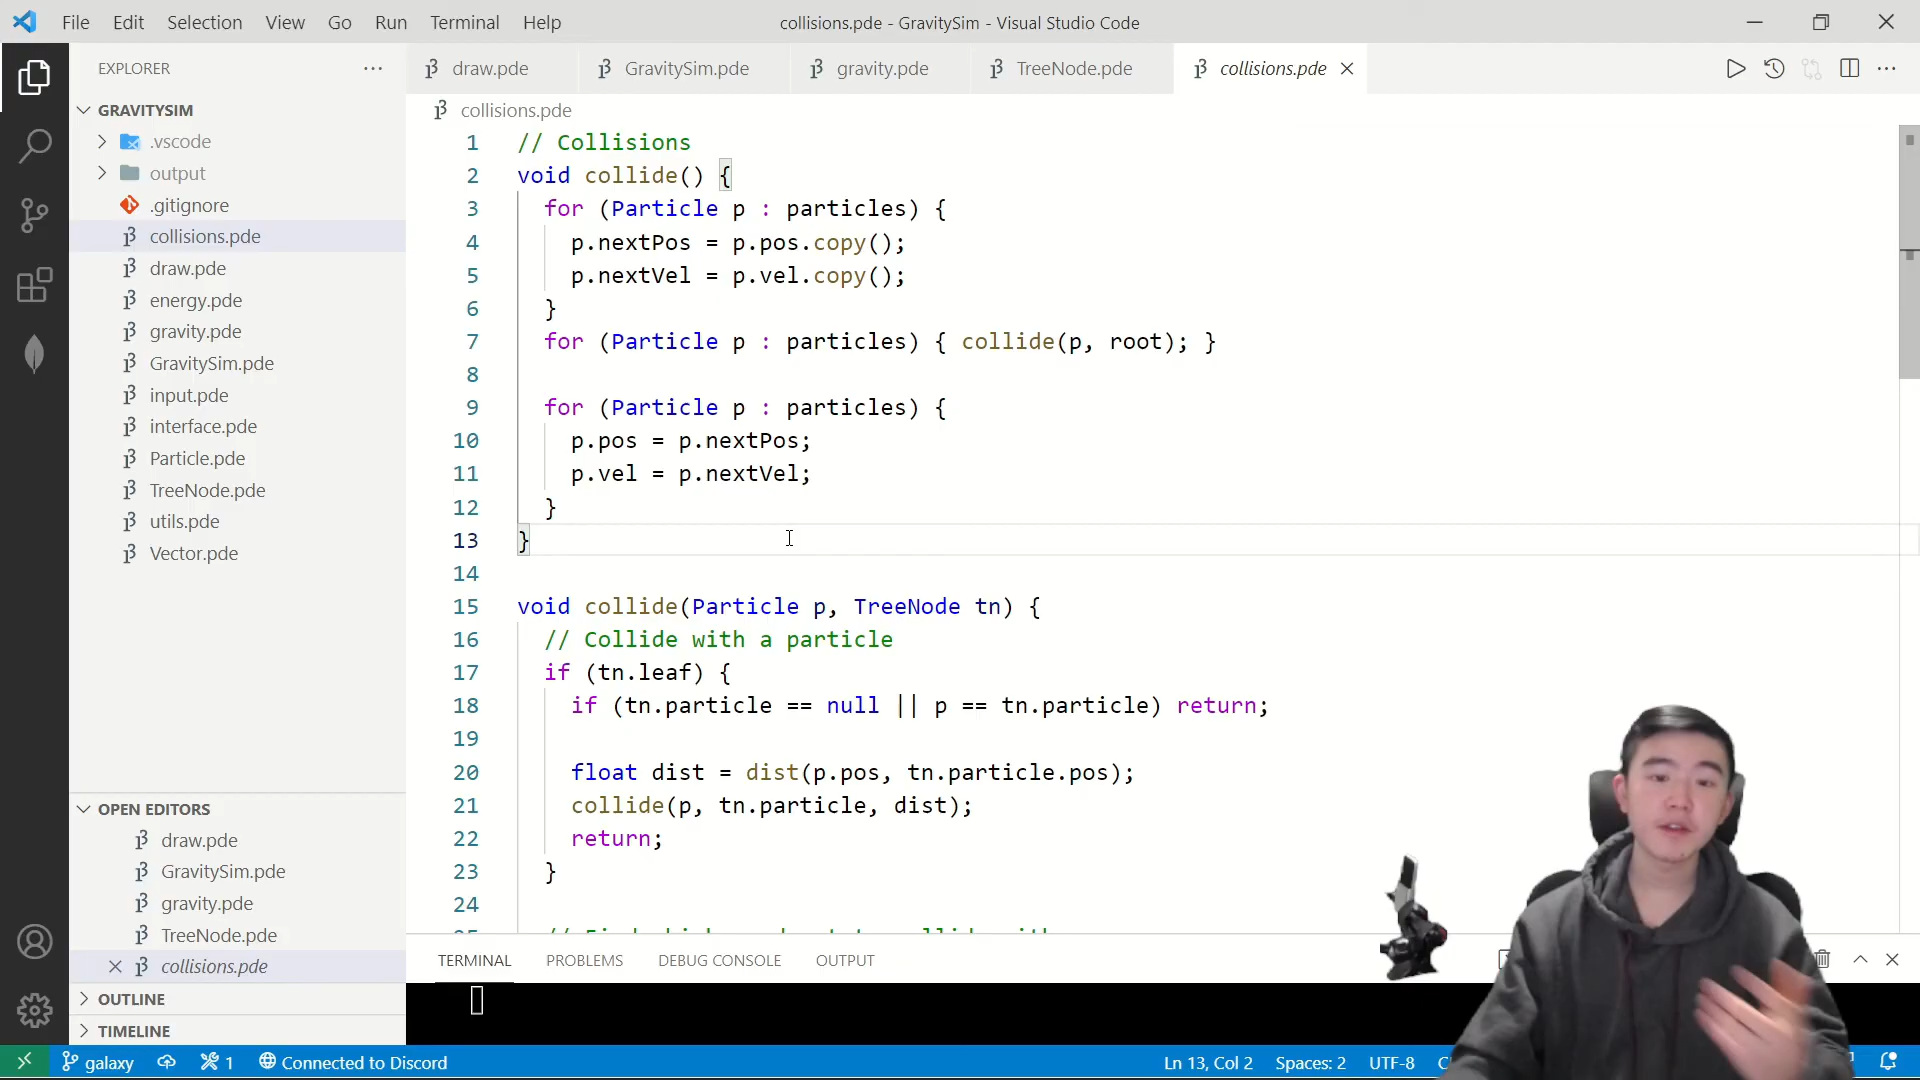 File Edit Selection View Go Run Terminal Help
collisions.pde - GravitySim - Visual Studio Code
EXPLORER
GRAVITYSIM
.vscode
output
.gitignore
collisions.pde
draw.pde
energy.pde
gravity.pde
GravitySim.pde
input.pde
interface.pde
Particle.pde
TreeNode.pde
utils.pde
Vector.pde
OPEN EDITORS
draw.pde
GravitySim.pde
gravity.pde
TreeNode.pde
collisions.pde
OUTLINE
TIMELINE
draw.pde GravitySim.pde gravity.pde TreeNode.pde collisions.pde
collisions.pde
1 // Collisions
2 void collide() {
3 for (Particle p : particles) {
4 p.nextPos = p.pos.copy();
5 p.nextVel = p.vel.copy();
6 }
7 for (Particle p : particles) { collide(p, root); }
8
9 for (Particle p : particles) {
10 p.pos = p.nextPos;
11 p.vel = p.nextVel;
12 }
13 }
14
15 void collide(Particle p, TreeNode tn) {
16 // Collide with a particle
17 if (tn.leaf) {
18 if (tn.particle == null || p == tn.particle) return;
19
20 float dist = dist(p.pos, tn.particle.pos);
21 collide(p, tn.particle, dist);
22 return;
23 }
24
TERMINAL PROBLEMS DEBUG CONSOLE OUTPUT
galaxy 1 Connected to Discord Ln 13, Col 2 Spaces: 2 UTF-8